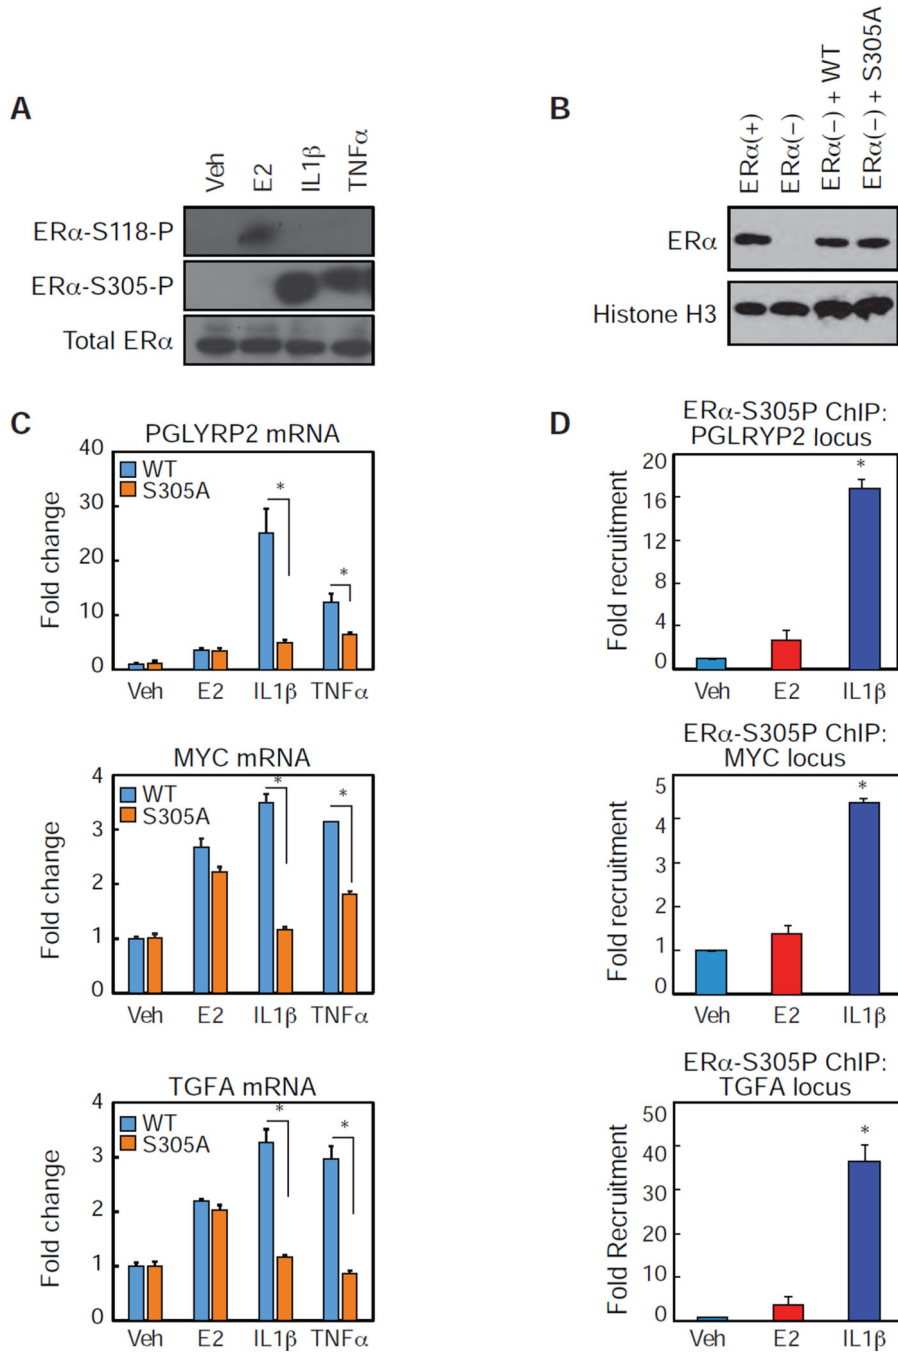 A
Veh
E2
IL1β
TNFα
ERα-S118-P
ERα-S305-P
Total ERα
B
ERα(+)
ERα(−)
ERα(−) + WT
ERα(−) + S305A
ERα
Histone H3
C
PGLYRP2 mRNA
40
30
20
10
0
Fold change
WT
S305A
*
*
Veh
E2
IL1β
TNFα
MYC mRNA
4
3
2
1
0
Fold change
WT
S305A
*
*
Veh
E2
IL1β
TNFα
TGFA mRNA
4
3
2
1
0
Fold change
WT
S305A
*
*
Veh
E2
IL1β
TNFα
D
ERα-S305P ChIP:
PGLRYP2 locus
20
16
12
8
4
0
Fold recruitment
*
Veh
E2
IL1β
ERα-S305P ChIP:
MYC locus
5
4
3
2
1
0
Fold recruitment
*
Veh
E2
IL1β
ERα-S305P ChIP:
TGFA locus
50
40
30
20
10
0
Fold Recruitment
*
Veh
E2
IL1β